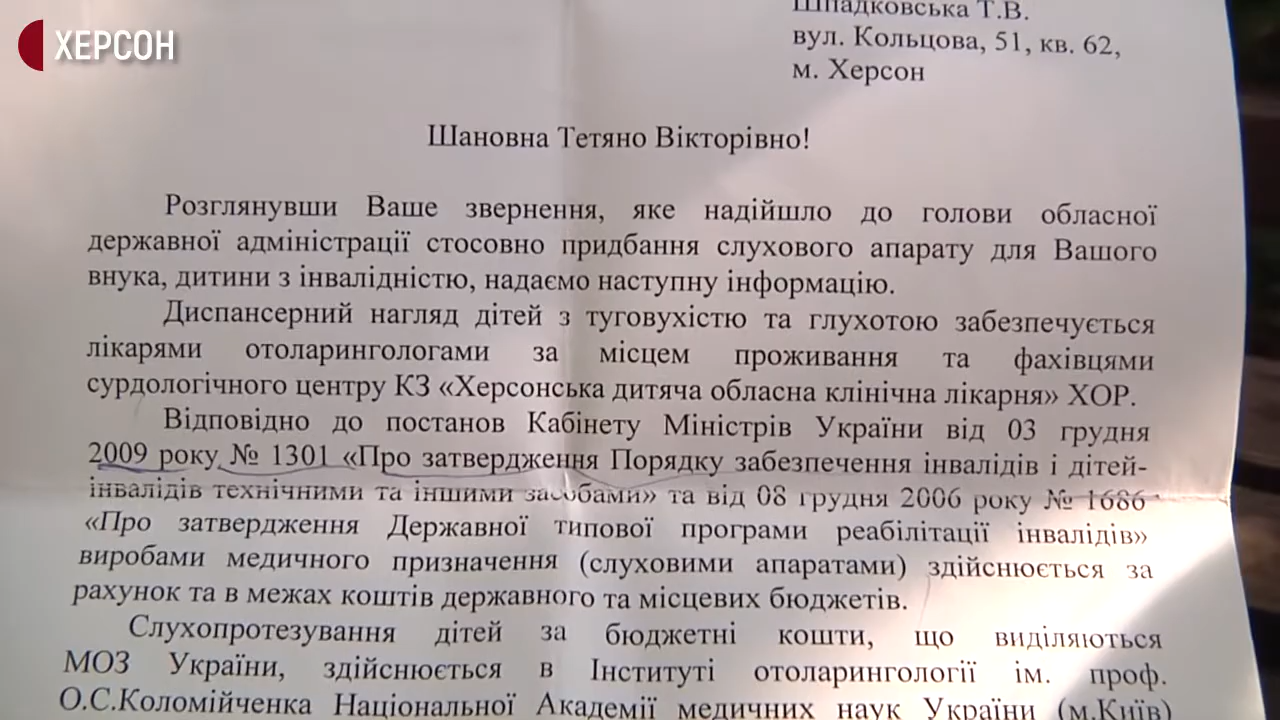 ХЕРСОН
Шпадковська Т.В.
вул. Кольцова, 51, кв. 62,
м. Херсон
Шановна Тетяно Вікторівно!
Розглянувши Ваше звернення, яке надійшло до голови обласної
державної адміністрації стосовно придбання слухового апарату для Вашого
внука, дитини з інвалідністю, надаємо наступну інформацію.
Диспансерний нагляд дітей з туговухістю та глухотою забезпечується
лікарями отоларингологами за місцем проживання та фахівцями
сурдологічного центру КЗ «Херсонська дитяча обласна клінічна лікарня» ХОР.
Відповідно до постанов Кабінету Міністрів України від 03 грудня
2009 року № 1301 «Про затвердження Порядку забезпечення інвалідів і дітей-
інвалідів технічними та іншими засобами» та від 08 грудня 2006 року № 1686
«Про затвердження Державної типової програми реабілітації інвалідів»
виробами медичного призначення (слуховими апаратами) здійснюється за
рахунок та в межах коштів державного та місцевих бюджетів.
Слухопротезування дітей за бюджетні кошти, що виділяються
МОЗ України, здійснюється в Інституті отоларингології ім. проф.
О.С.Коломійченка Національної Академії медичних наук України (м.Київ)